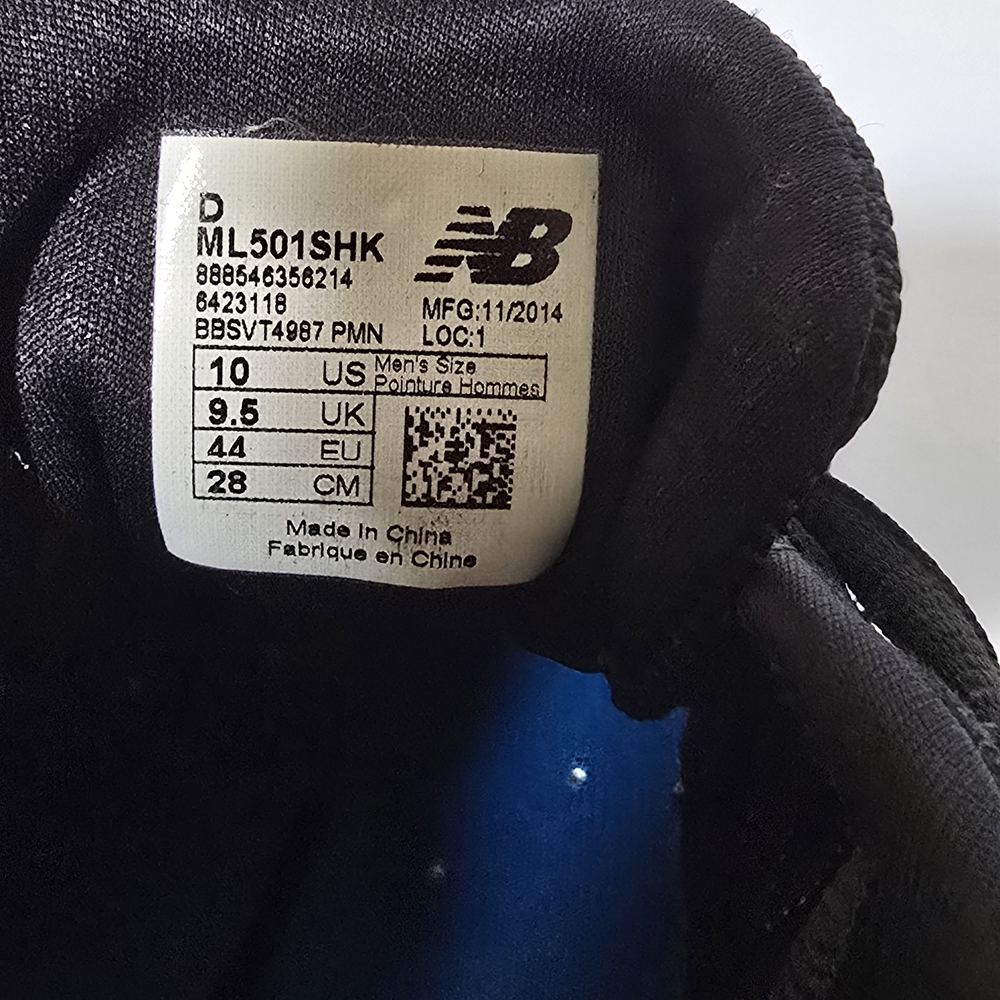 D
ML501SHK
888546356214
6423118
BBSVT4987 PMN
NB
MFG:11/2014
LOC:1
10 US Men's Size
Pointure Hommes
9.5 UK
44 EU
28 CM
Made in China
Fabrique en Chine